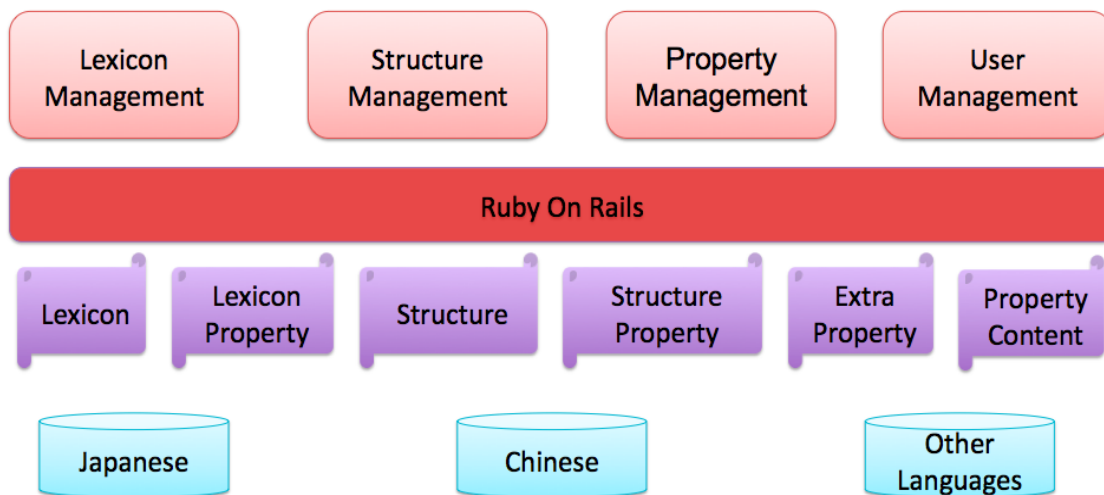 Lexicon
Management
Structure
Management
Property
Management
User
Management
Ruby On Rails
Lexicon
Lexicon
Property
Structure
Structure
Property
Extra
Property
Property
Content
Japanese
Chinese
Other
Languages